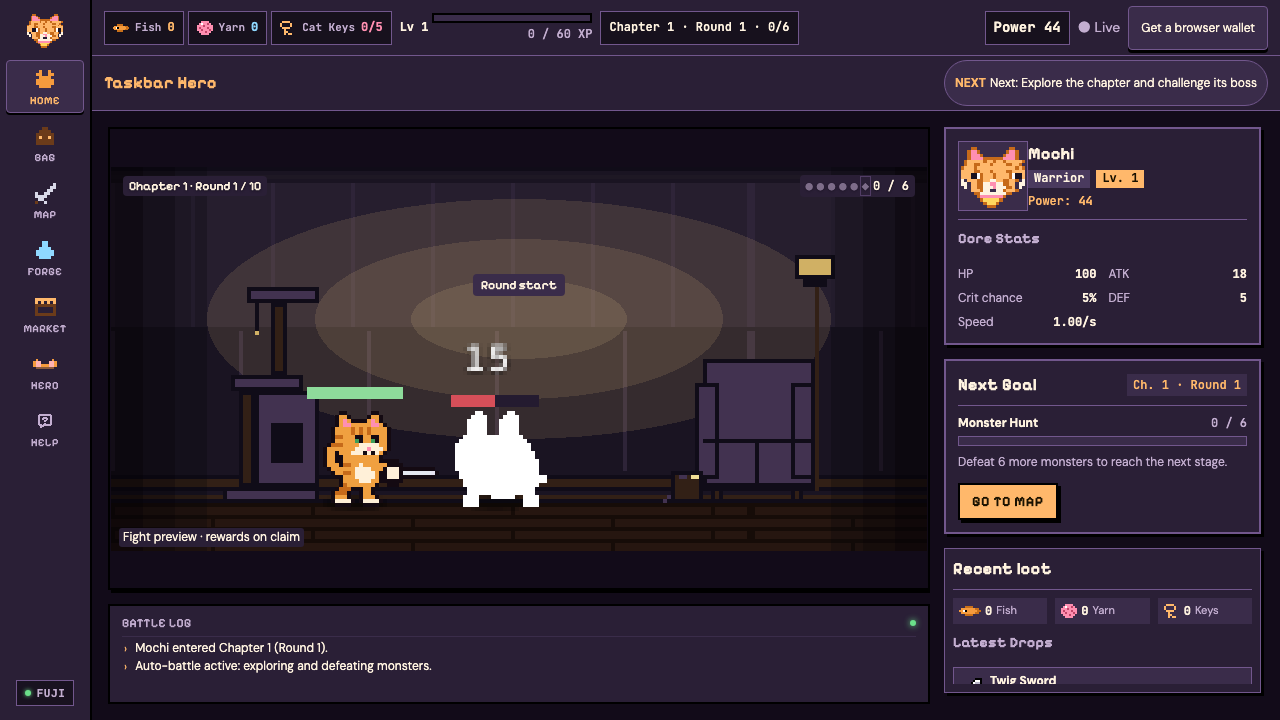 Fish 0
Yarn 0
Cat Keys 0/5
Lv 1
0 / 60 XP
Chapter 1 · Round 1 · 0/6
Power 44
Live
Get a browser wallet
Taskbar Hero
NEXT Next: Explore the chapter and challenge its boss
HOME
BAG
MAP
FORGE
MARKET
HERO
HELP
FUJI
Chapter 1 · Round 1 / 10
0 / 6
Round start
15
Fight preview · rewards on claim
BATTLE LOG
› Mochi entered Chapter 1 (Round 1).
› Auto-battle active: exploring and defeating monsters.
Mochi
Warrior
Lv. 1
Power: 44
Core Stats
HP 100 ATK 18
Crit chance 5% DEF 5
Speed 1.00/s
Next Goal
Ch. 1 · Round 1
Monster Hunt
0 / 6
Defeat 6 more monsters to reach the next stage.
GO TO MAP
Recent loot
0 Fish
0 Yarn
0 Keys
Latest Drops
Twig Sword